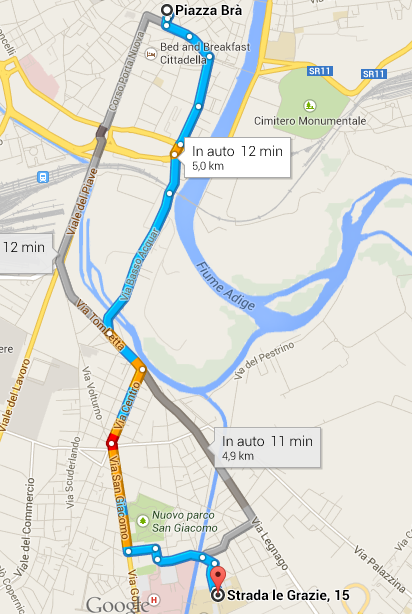 Piazza Brà
Bed and Breakfast
Cittadella
Corso Porta Nuova
SR11
SR11
Cimitero Monumentale
In auto 12 min
5,0 km
Viale del Piave
12 min
Via Basso Acquar
Fiume Adige
Via Tombetta
Via del Pestrino
Viale del Lavoro
Via Volturno
Via Centro
In auto 11 min
4,9 km
Via Scuderlando
Via San Giacomo
Viale del Commercio
Nuovo parco
San Giacomo
Via Legnago
Via Palazzina
Strada le Grazie, 15
Google